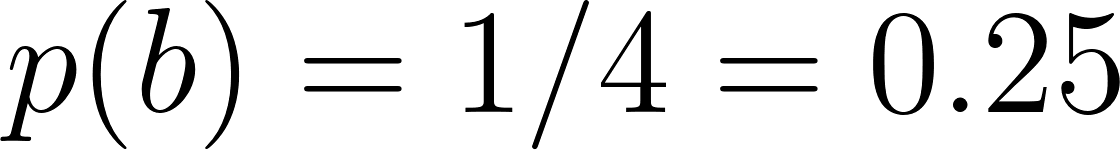 p(b) = 1/4 = 0.25